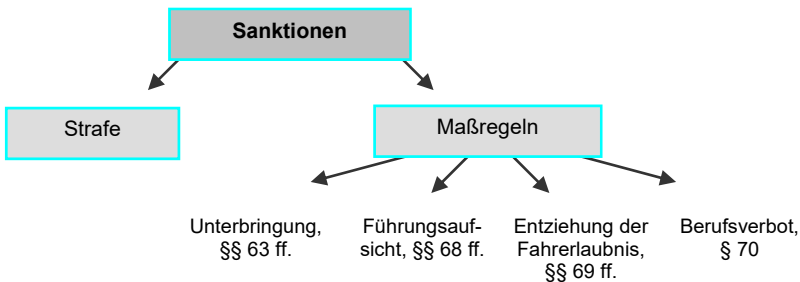 Sanktionen
Strafe
Maßregeln
Unterbringung,
§§ 63 ff.
Führungsauf-
sicht, §§ 68 ff.
Entziehung der
Fahrerlaubnis,
§§ 69 ff.
Berufsverbot,
§ 70